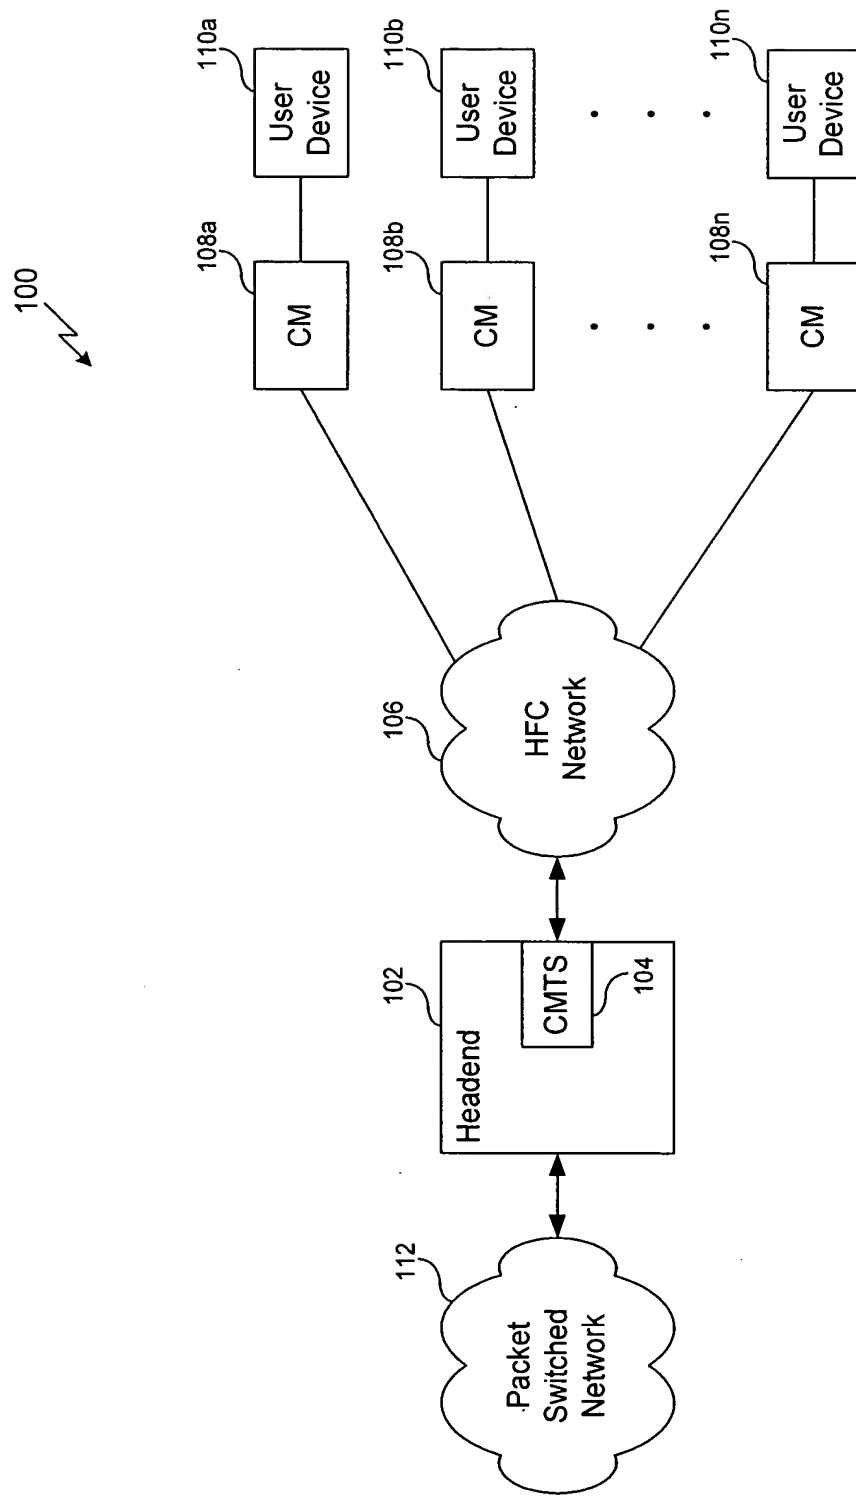 100
110a
User
Device
108a
CM
110b
User
Device
108b
CM
110n
User
Device
108n
CM
106
HFC
Network
102
Headend
CMTS
104
112
Packet
Switched
Network